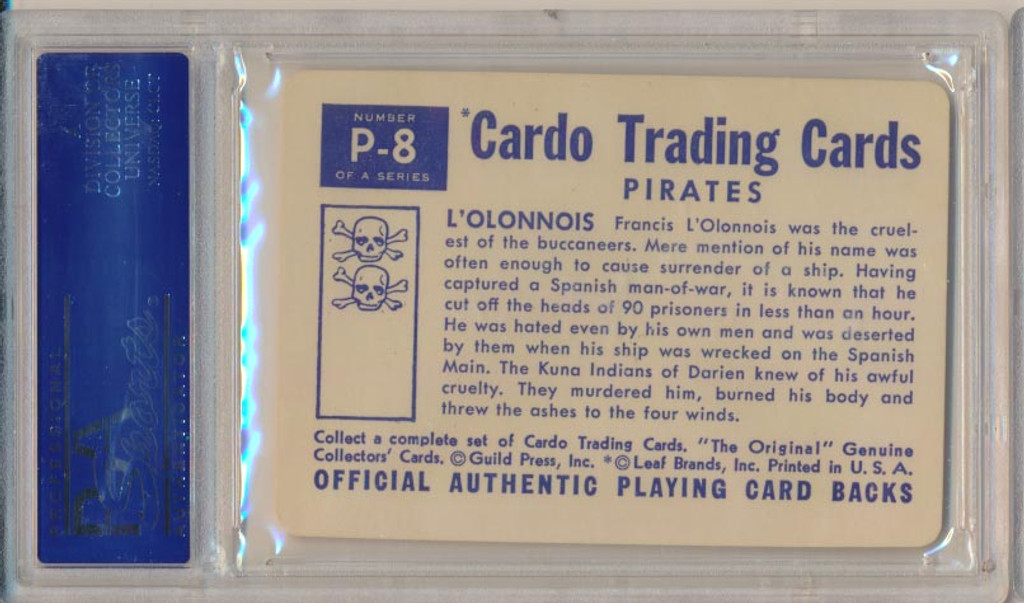 DIVISION OF
COLLECTORS
UNIVERSE
NASDAQ: CLCT
PROFESSIONAL
PSA
Sports
AUTHENTICATOR
NUMBER
P-8
OF A SERIES
*Cardo Trading Cards
PIRATES
L'OLONNOIS Francis L'Olonnois was the cruel-
est of the buccaneers. Mere mention of his name was
often enough to cause surrender of a ship. Having
captured a Spanish man-of-war, it is known that he
cut off the heads of 90 prisoners in less than an hour.
He was hated even by his own men and was deserted
by them when his ship was wrecked on the Spanish
Main. The Kuna Indians of Darien knew of his awful
cruelty. They murdered him, burned his body and
threw the ashes to the four winds.
Collect a complete set of Cardo Trading Cards. "The Original" Genuine
Collectors' Cards. ©Guild Press, Inc. *©Leaf Brands, Inc. Printed in U. S. A.
OFFICIAL AUTHENTIC PLAYING CARD BACKS